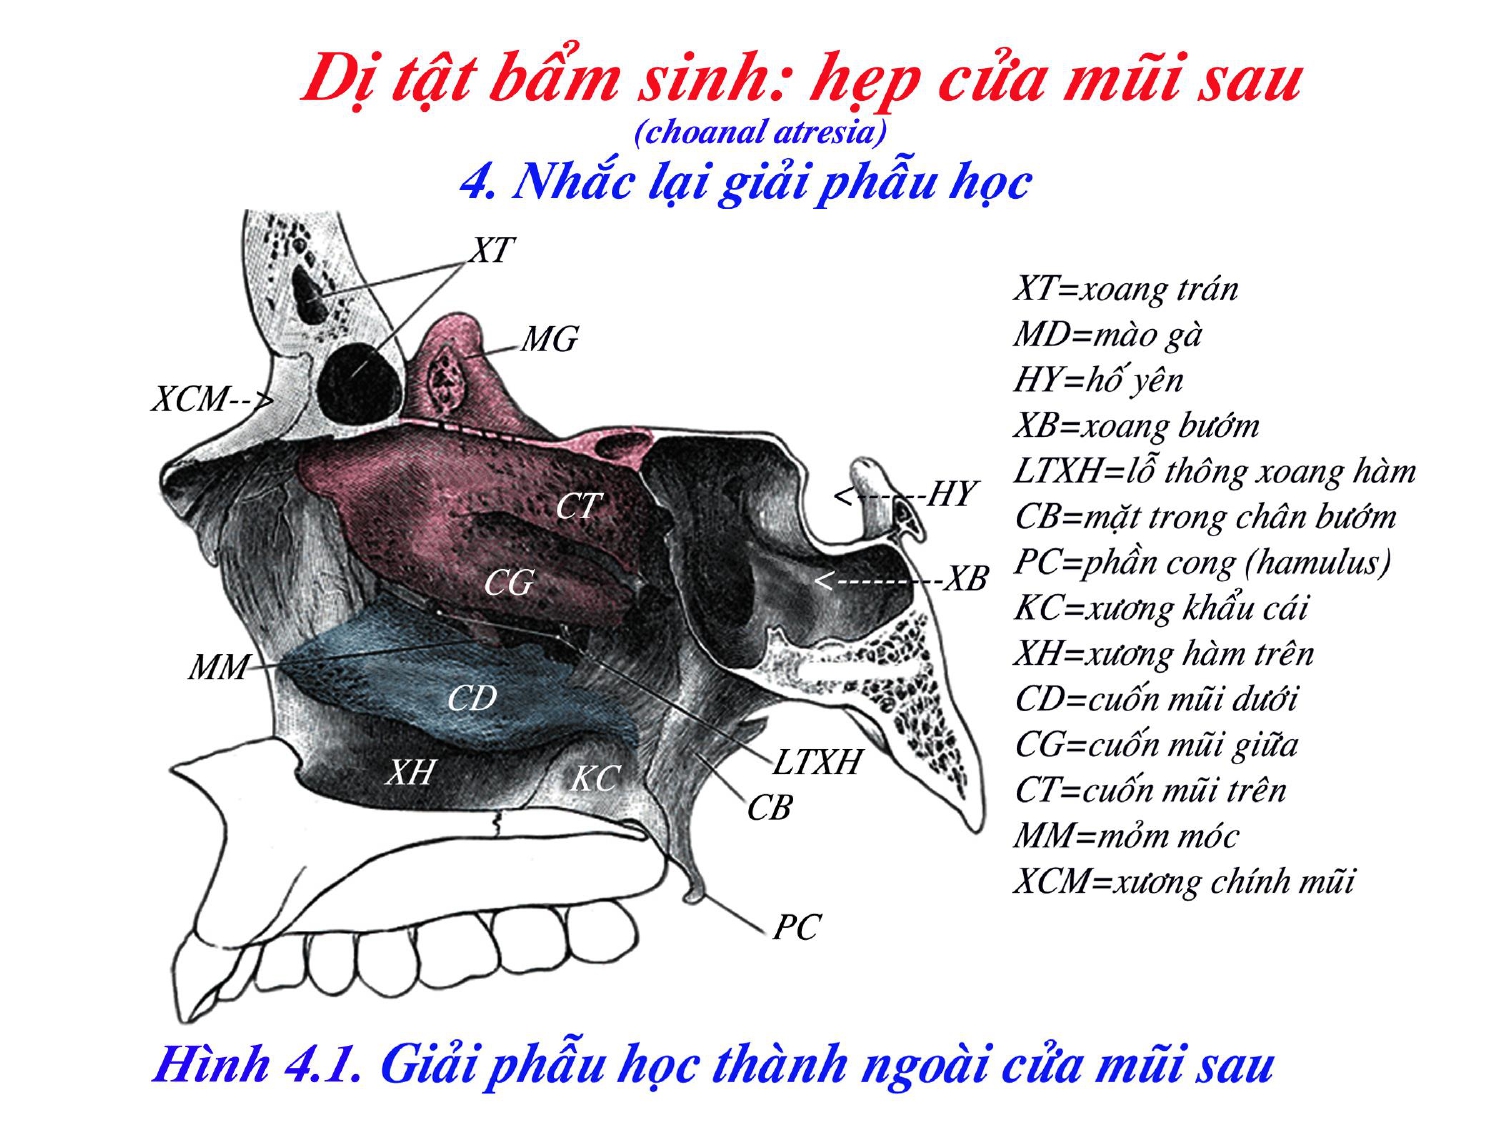 Dị tật bẩm sinh: hẹp cửa mũi sau
(choanal atresia)
4. Nhắc lại giải phẫu học
XT
MG
XCM-->
CT
<------HY
CG
<---------XB
MM
CD
LTXH
XH
KC
CB
PC
XT=xoang trán
MD=mào gà
HY=hố yên
XB=xoang bướm
LTXH=lỗ thông xoang hàm
CB=mặt trong chân bướm
PC=phần cong (hamulus)
KC=xương khẩu cái
XH=xương hàm trên
CD=cuốn mũi dưới
CG=cuốn mũi giữa
CT=cuốn mũi trên
MM=mỏm móc
XCM=xương chính mũi
Hình 4.1. Giải phẫu học thành ngoài cửa mũi sau